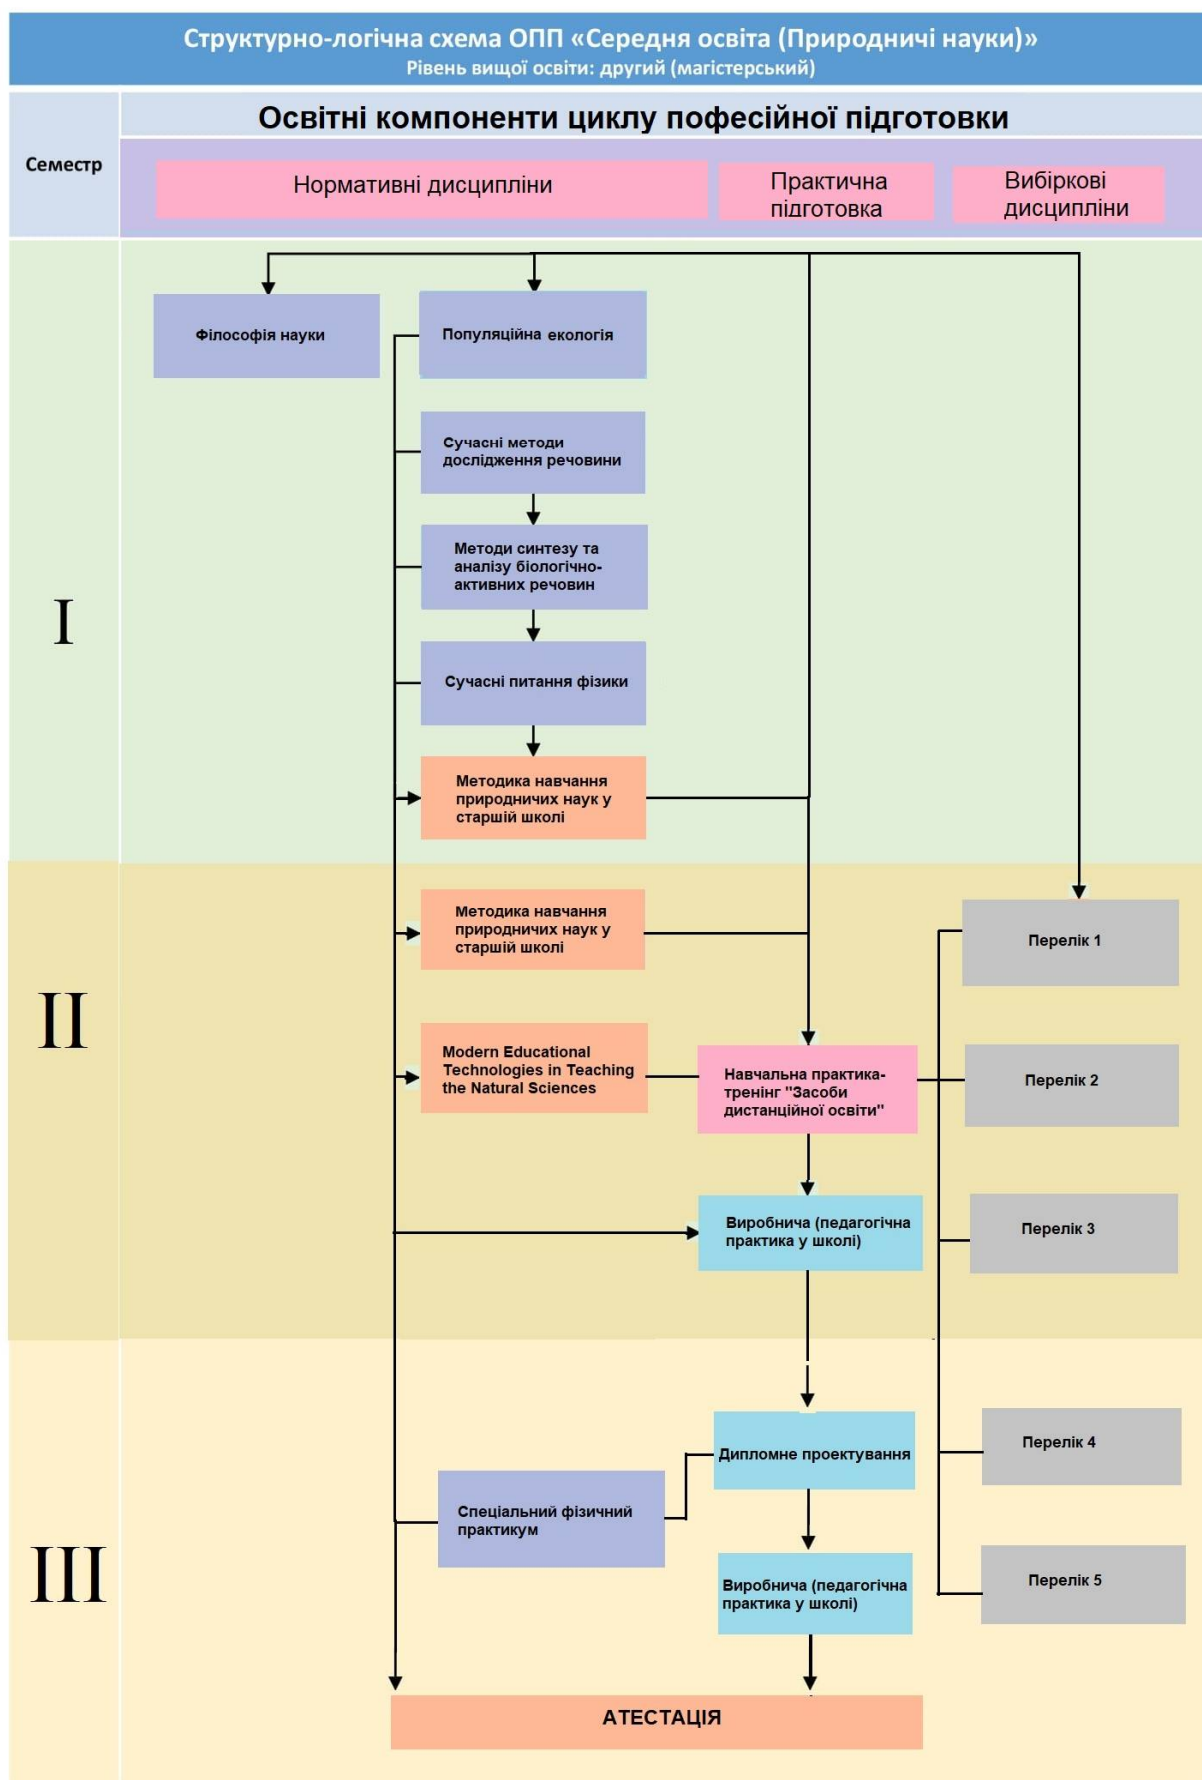 Структурно-логічна схема ОПП «Середня освіта (Природничі науки)»
Рівень вищої освіти: другий (магістерський)
Семестр
Освітні компоненти циклу пофесійної підготовки
Нормативні дисципліни
Практична
підготовка
Вибіркові
дисципліни
I
Філософія науки
Популяційна екологія
Сучасні методи
дослідження речовини
Методи синтезу та
аналізу біологічно-
активних речовин
Сучасні питання фізики
Методика навчання
природничих наук у
старшій школі
II
Методика навчання
природничих наук у
старшій школі
Перелік 1
Modern Educational
Technologies in Teaching
the Natural Sciences
Навчальна практика-
тренінг "Засоби
дистанційної освіти"
Перелік 2
Виробнича (педагогічна
практика у школі)
Перелік 3
III
Дипломне проектування
Перелік 4
Спеціальний фізичний
практикум
Виробнича (педагогічна
практика у школі)
Перелік 5
АТЕСТАЦІЯ